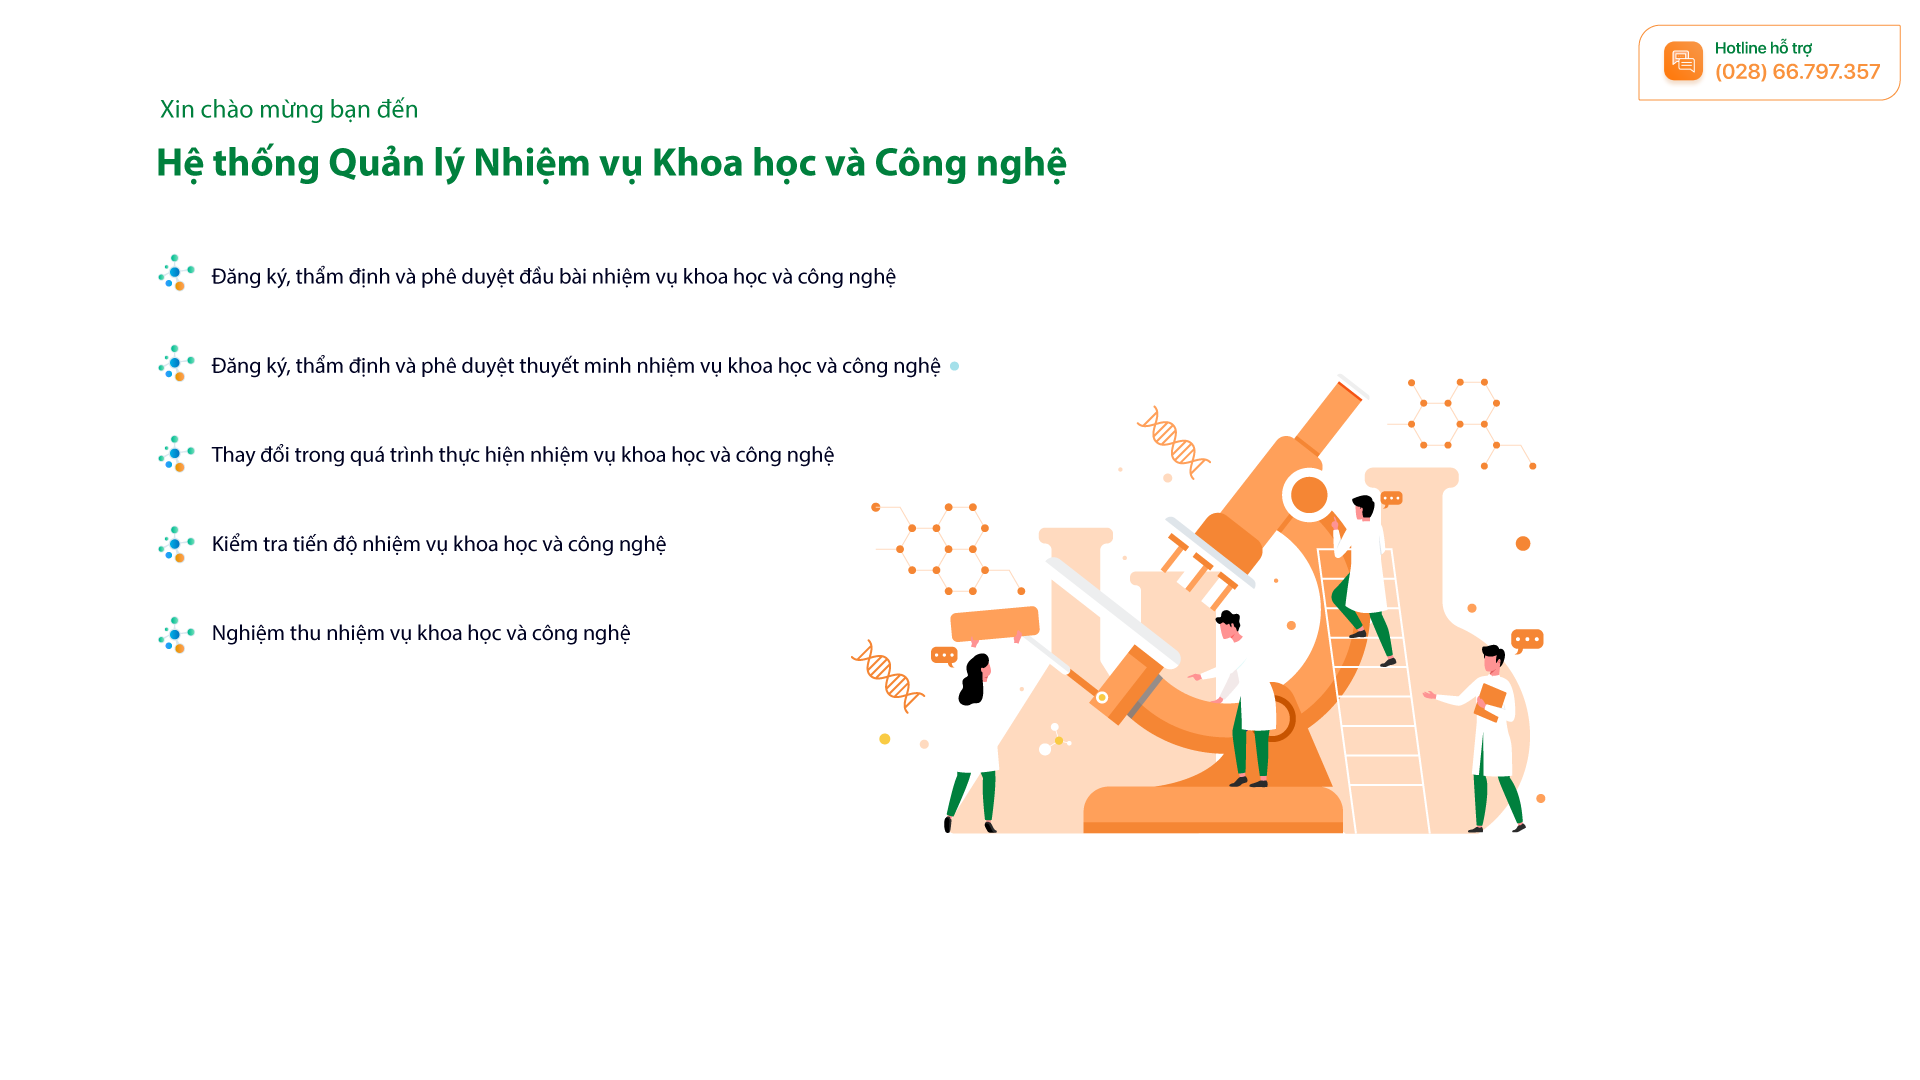 Hotline hỗ trợ
(028) 66.797.357
Xin chào mừng bạn đến
Hệ thống Quản lý Nhiệm vụ Khoa học và Công nghệ
Đăng ký, thẩm định và phê duyệt đầu bài nhiệm vụ khoa học và công nghệ
Đăng ký, thẩm định và phê duyệt thuyết minh nhiệm vụ khoa học và công nghệ
Thay đổi trong quá trình thực hiện nhiệm vụ khoa học và công nghệ
Kiểm tra tiến độ nhiệm vụ khoa học và công nghệ
Nghiệm thu nhiệm vụ khoa học và công nghệ